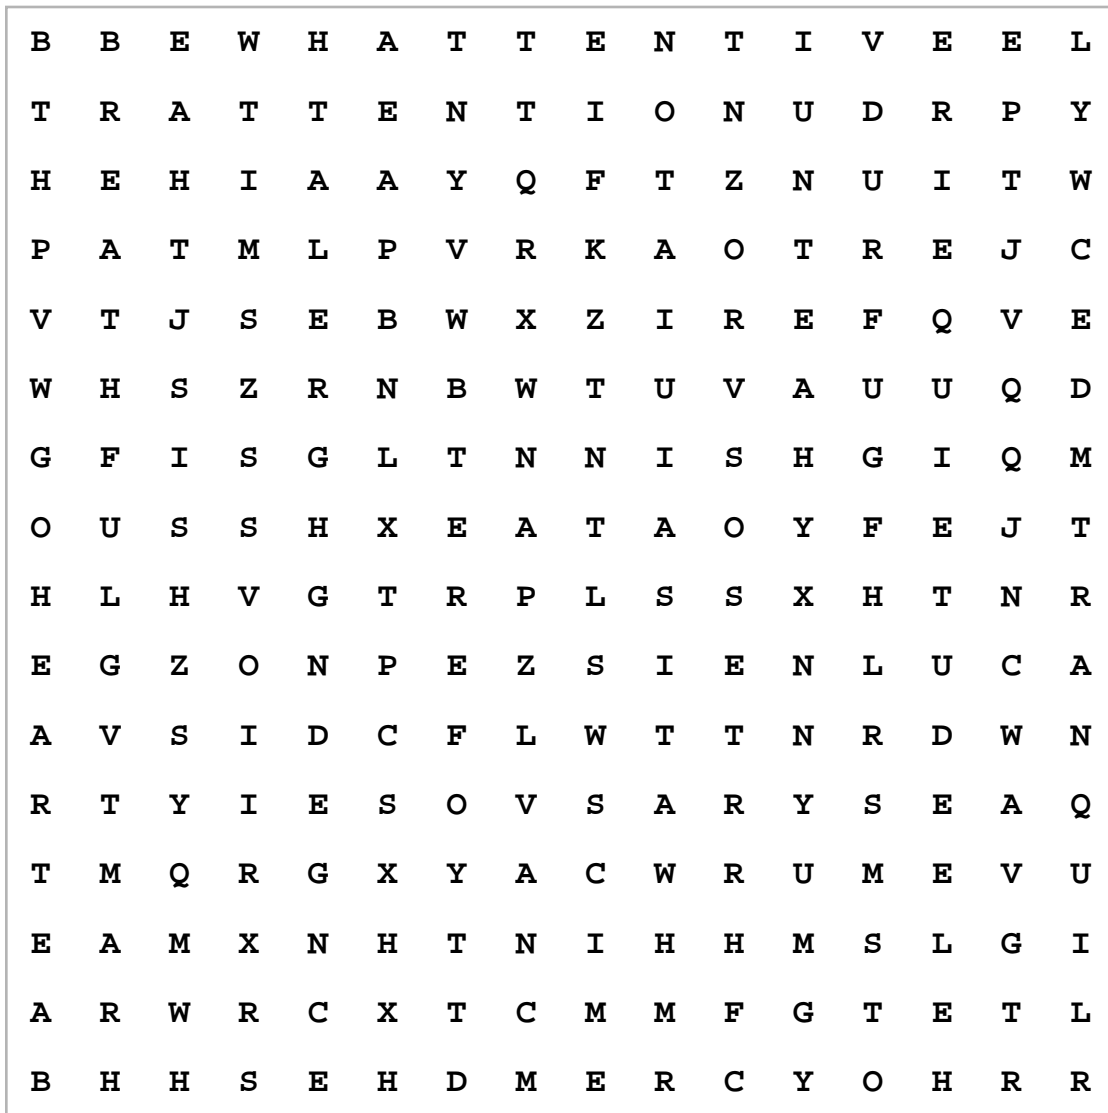 B B E W H A T T E N T I V E E L
T R A T T E N T I O N U D R P Y
H E H I A A Y Q F T Z N U I T W
P A T M L P V R K A O T R E J C
V T J S E B W X Z I R E F Q V E
W H S Z R N B W T U V A U U Q D
G F I S G L T N N I S H G I Q M
O U S S H X E A T A O Y F E J T
H L H V G T R P L S S X H T N R
E G Z O N P E Z S I E N L U C A
A V S I D C F L W T T N R D W N
R T Y I E S O V S A R Y S E A Q
T M Q R G X Y A C W R U M E V U
E A M X N H T N I H H M S L G I
A R W R C X T C M M F G T E T L
B H H S E H D M E R C Y O H R R